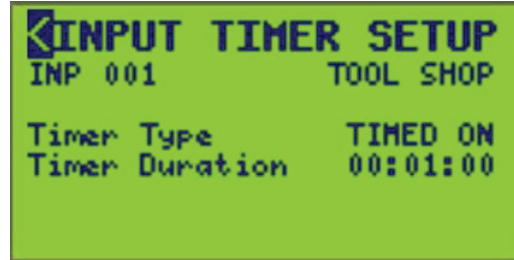 <INPUT TIMER SETUP
INP 001 TOOL SHOP
Timer Type TIMED ON
Timer Duration 00:01:00